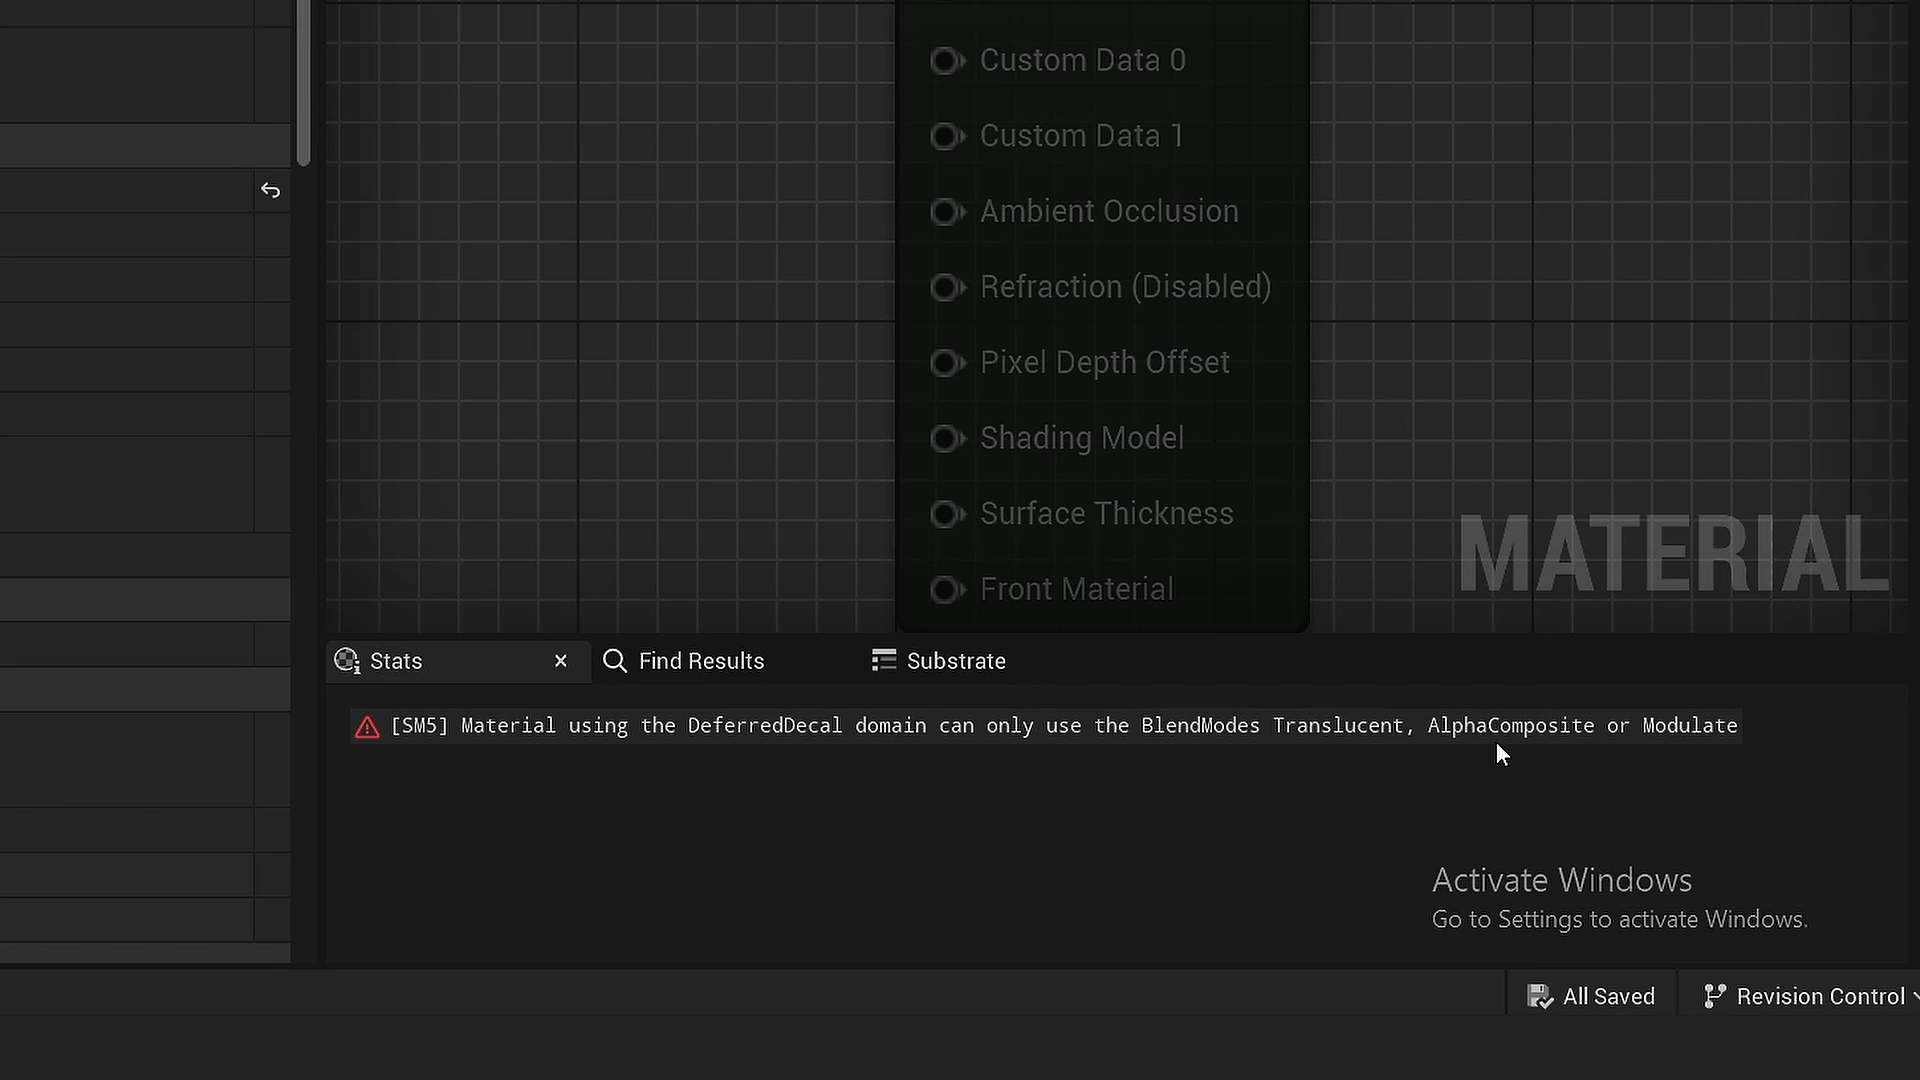 Custom Data 0
Custom Data 1
Ambient Occlusion
Refraction (Disabled)
Pixel Depth Offset
Shading Model
Surface Thickness
Front Material
MATERIAL
Stats
Find Results
Substrate
[SM5] Material using the DeferredDecal domain can only use the BlendModes Translucent, AlphaComposite or Modulate
Activate Windows
Go to Settings to activate Windows.
All Saved
Revision Control